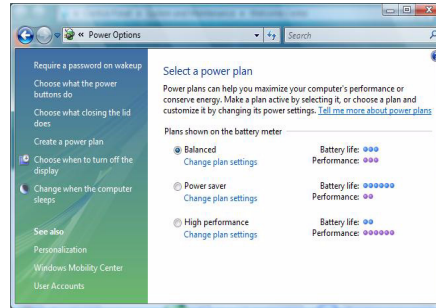 « Power Options
Search
Require a password on wakeup
Choose what the power
buttons do
Choose what closing the lid
does
Create a power plan
Choose when to turn off the
display
Change when the computer
sleeps
See also
Personalization
Windows Mobility Center
User Accounts
Select a power plan
Power plans can help you maximize your computer's performance or
conserve energy. Make a plan active by selecting it, or choose a plan and
customize it by changing its power settings. Tell me more about power plans
Plans shown on the battery meter
Balanced
Battery life:
Change plan settings
Performance:
Power saver
Battery life:
Change plan settings
Performance:
High performance
Battery life:
Change plan settings
Performance: